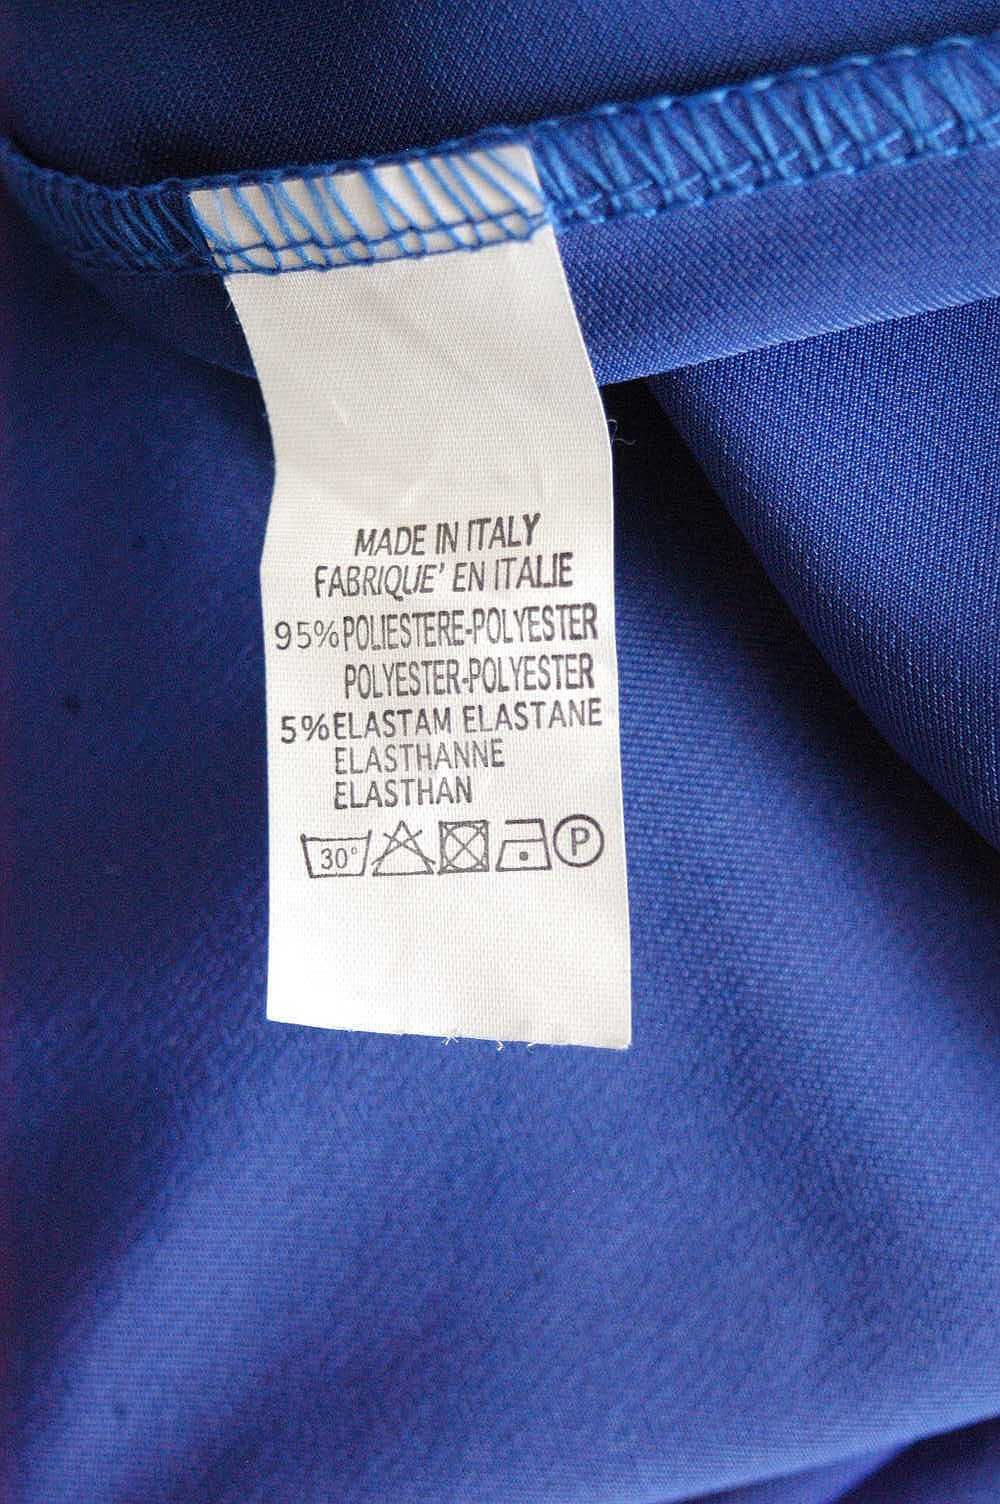 MADE IN ITALY
FABRIQUE' EN ITALIE
95% POLIESTERE-POLYESTER
POLYESTER-POLYESTER
5% ELASTAM ELASTANE
ELASTHANNE
ELASTHAN
30° P